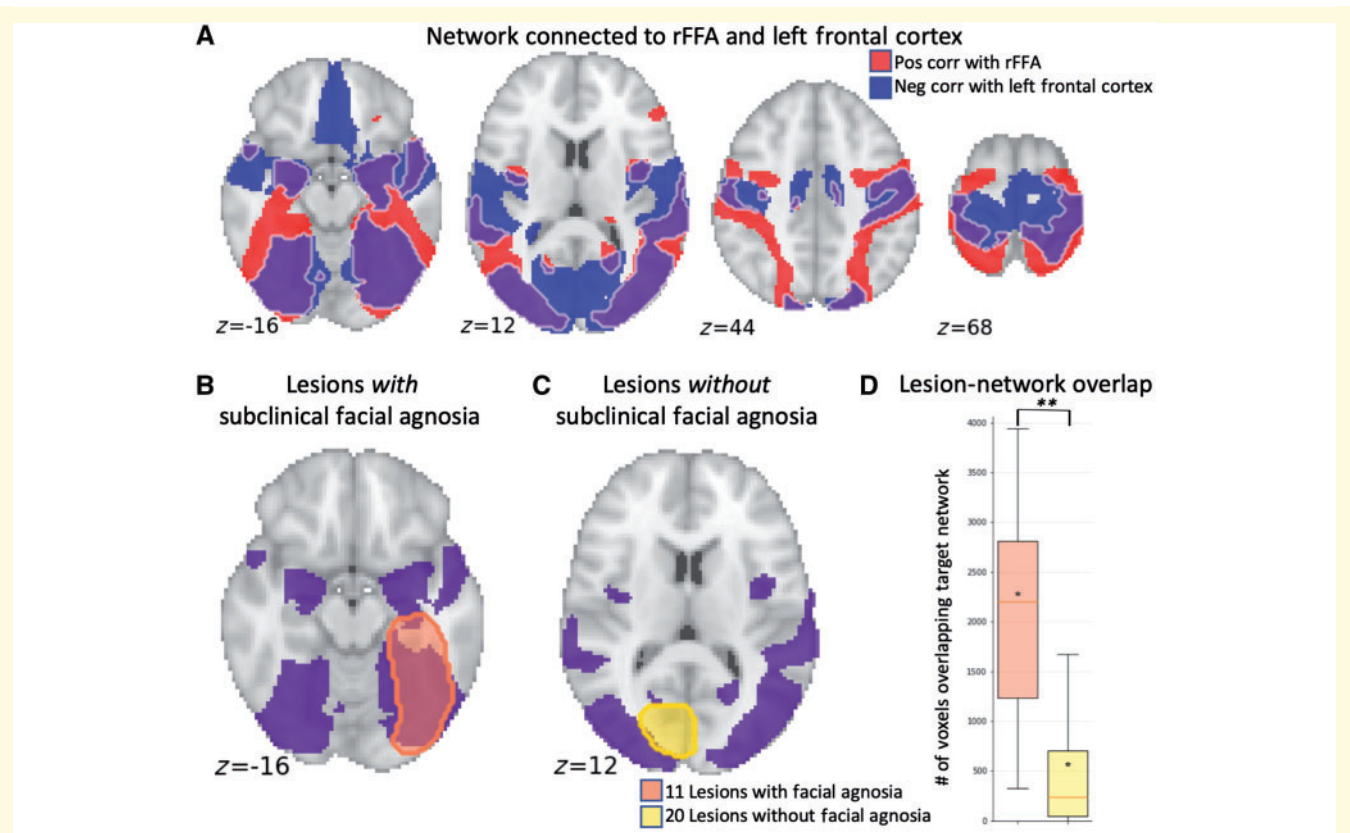 A
Network connected to rFFA and left frontal cortex
Pos corr with rFFA
Neg corr with left frontal cortex
z=-16
z=12
z=44
z=68
B
Lesions with
subclinical facial agnosia
z=-16
C
Lesions without
subclinical facial agnosia
z=12
11 Lesions with facial agnosia
20 Lesions without facial agnosia
D
Lesion-network overlap
**
# of voxels overlapping target network
4000
3500
3000
2500
2000
1500
1000
500
0